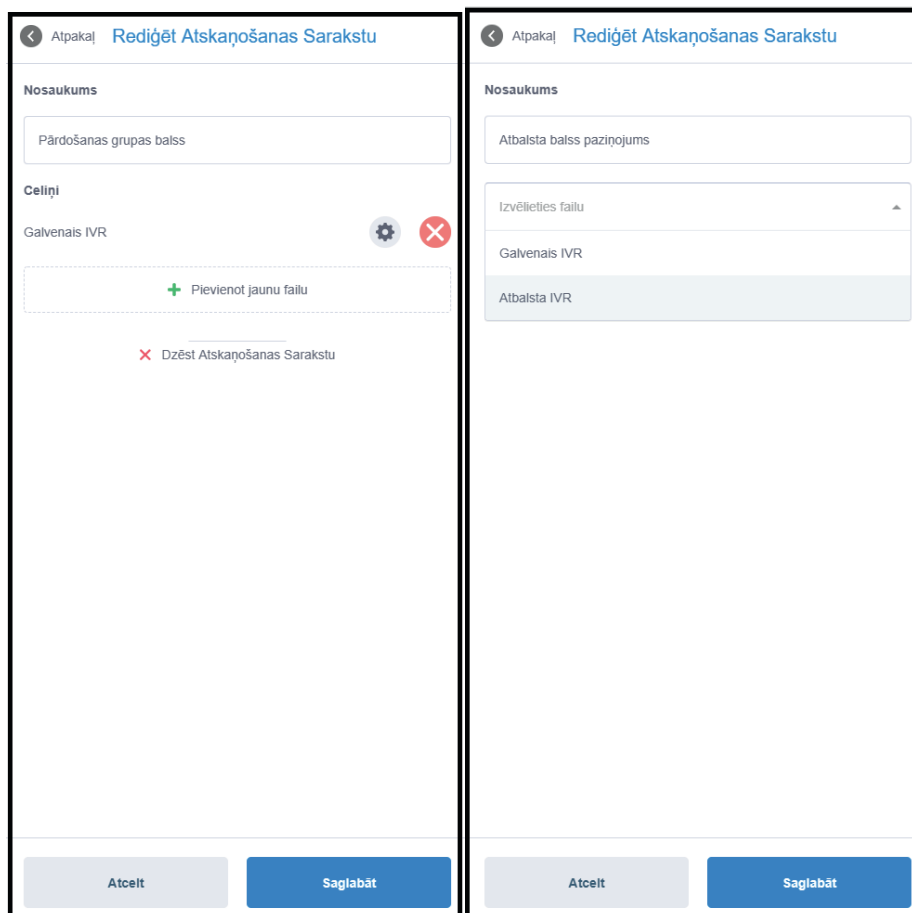 Atpakaļ Rediģēt Atskaņošanas Sarakstu
Nosaukums
Pārdošanas grupas balss
Celiņi
Galvenais IVR
Pievienot jaunu failu
Dzēst Atskaņošanas Sarakstu
Atcelt Saglabāt
Atpakaļ Rediģēt Atskaņošanas Sarakstu
Nosaukums
Atbalsta balss paziņojums
Izvēlieties failu
Galvenais IVR
Atbalsta IVR
Atcelt Saglabāt